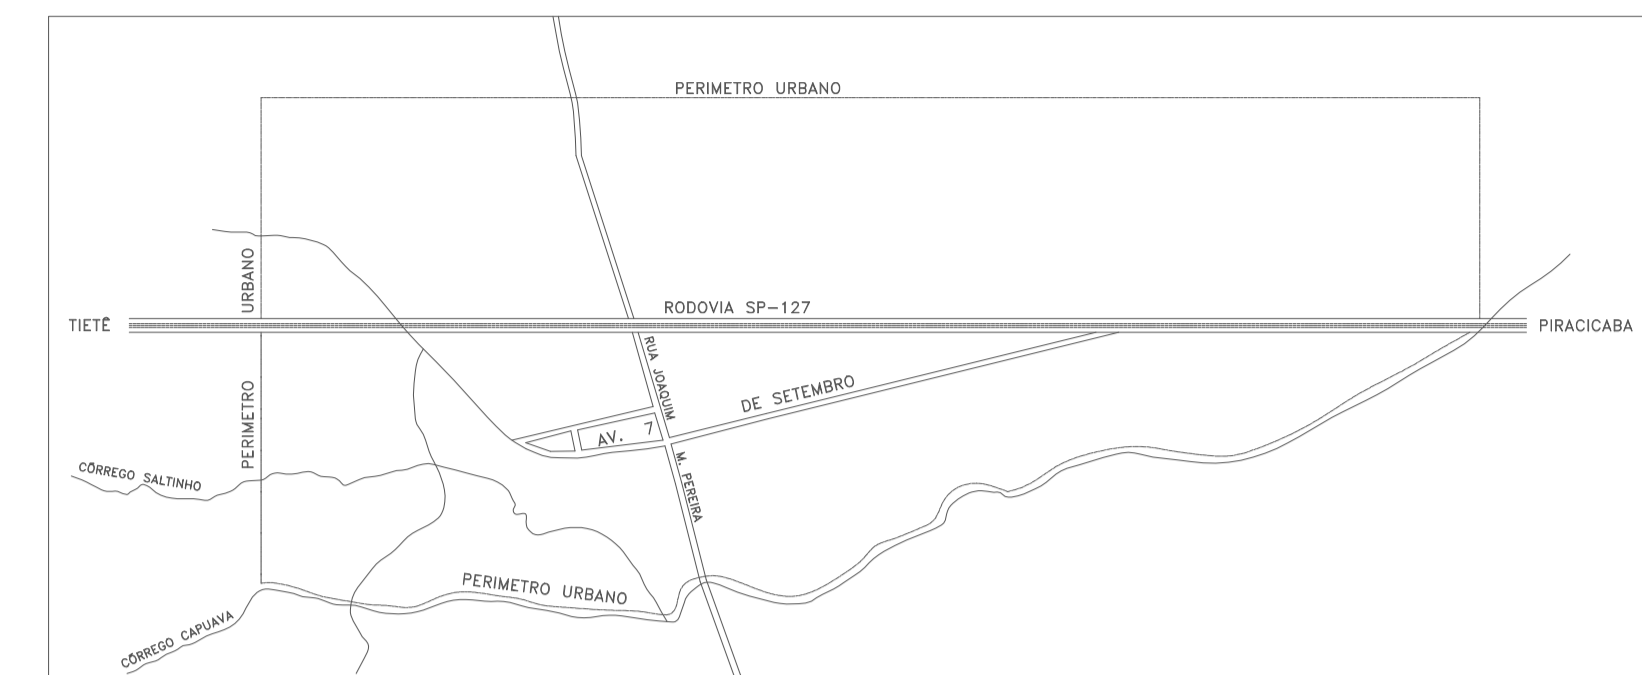 PERIMETRO URBANO
PERIMETRO URBANO
RODOVIA SP-127
TIETÊ
PIRACICABA
RUA JOAQUIM M. PEREIRA
AV. 7 DE SETEMBRO
CÓRREGO SALTINHO
PERIMETRO URBANO
CÓRREGO CAPUAVA